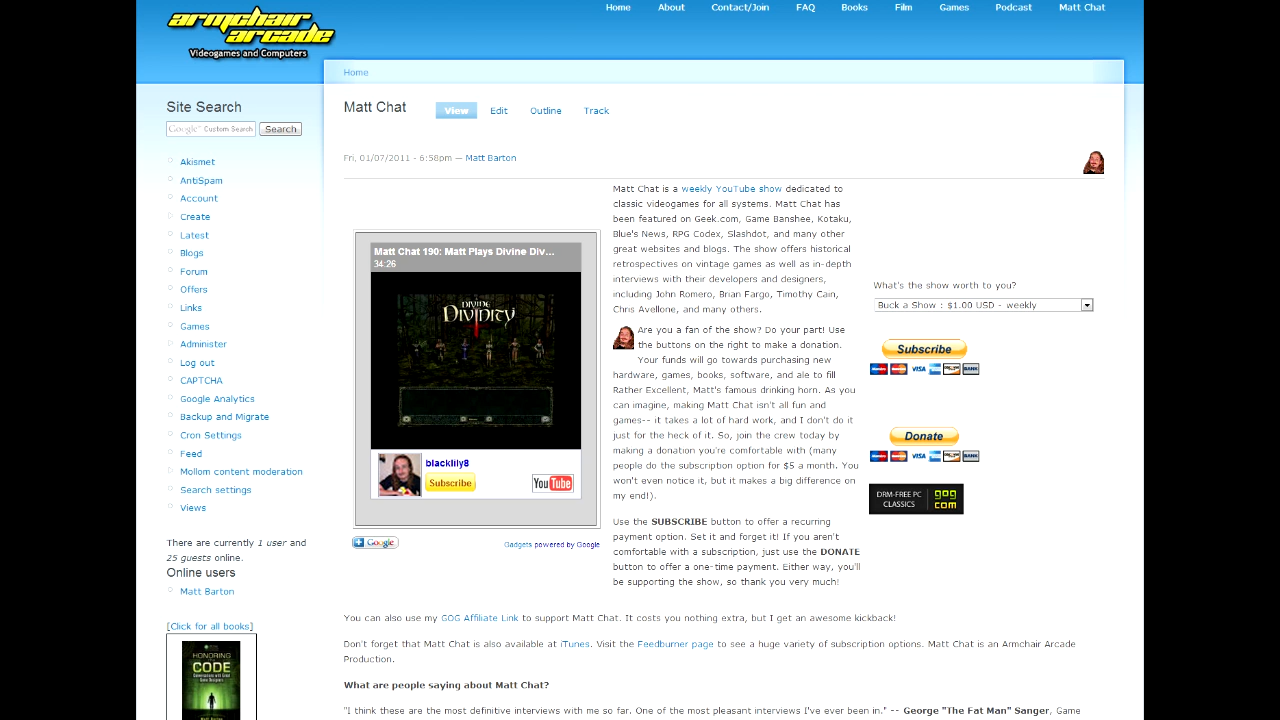 armchair
arcade
Videogames and Computers
Home About Contact/Join FAQ Books Film Games Podcast Matt Chat
Home
Site Search
Google™ Custom Search Search
Akismet
AntiSpam
Account
Create
Latest
Blogs
Forum
Offers
Links
Games
Administer
Log out
CAPTCHA
Google Analytics
Backup and Migrate
Cron Settings
Feed
Mollom content moderation
Search settings
Views
There are currently 1 user and
25 guests online.
Online users
Matt Barton
[Click for all books]
HONORING
CODE
Matt Barton
Matt Chat View Edit Outline Track
Fri, 01/07/2011 - 6:58pm — Matt Barton
Matt Chat 190: Matt Plays Divine Div...
34:26
DIVINE
DIVINITY
blacklily8
Subscribe
YouTube
Google
Gadgets powered by Google
Matt Chat is a weekly YouTube show dedicated to
classic videogames for all systems. Matt Chat has
been featured on Geek.com, Game Banshee, Kotaku,
Blue's News, RPG Codex, Slashdot, and many other
great websites and blogs. The show offers historical
retrospectives on vintage games as well as in-depth
interviews with their developers and designers,
including John Romero, Brian Fargo, Timothy Cain,
Chris Avellone, and many others.
Are you a fan of the show? Do your part! Use
the buttons on the right to make a donation.
Your funds will go towards purchasing new
hardware, games, books, software, and ale to fill
Rather Excellent, Matt's famous drinking horn. As you
can imagine, making Matt Chat isn't all fun and
games-- it takes a lot of hard work, and I don't do it
just for the heck of it. So, join the crew today by
making a donation you're comfortable with (many
people do the subscription option for $5 a month. You
won't even notice it, but it makes a big difference on
my end!).
Use the SUBSCRIBE button to offer a recurring
payment option. Set it and forget it! If you aren't
comfortable with a subscription, just use the DONATE
button to offer a one-time payment. Either way, you'll
be supporting the show, so thank you very much!
What's the show worth to you?
Buck a Show : $1.00 USD - weekly
Subscribe
VISA BANK
Donate
VISA BANK
DRM-FREE PC
CLASSICS
gog
com
You can also use my GOG Affiliate Link to support Matt Chat. It costs you nothing extra, but I get an awesome kickback!
Don't forget that Matt Chat is also available at iTunes. Visit the Feedburner page to see a huge variety of subscription options. Matt Chat is an Armchair Arcade
Production.
What are people saying about Matt Chat?
"I think these are the most definitive interviews with me so far. One of the most pleasant interviews I've ever been in." -- George "The Fat Man" Sanger, Game